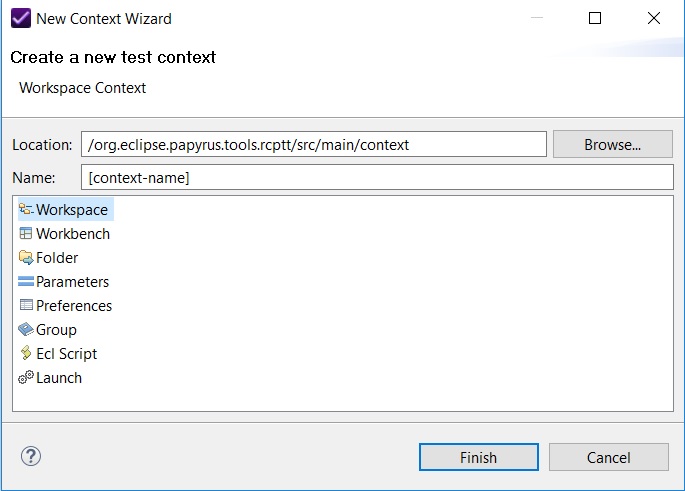 New Context Wizard
Create a new test context
Workspace Context
Location: /org.eclipse.papyrus.tools.rcptt/src/main/context Browse...
Name: [context-name]
Workspace
Workbench
Folder
Parameters
Preferences
Group
Ecl Script
Launch
? Finish Cancel